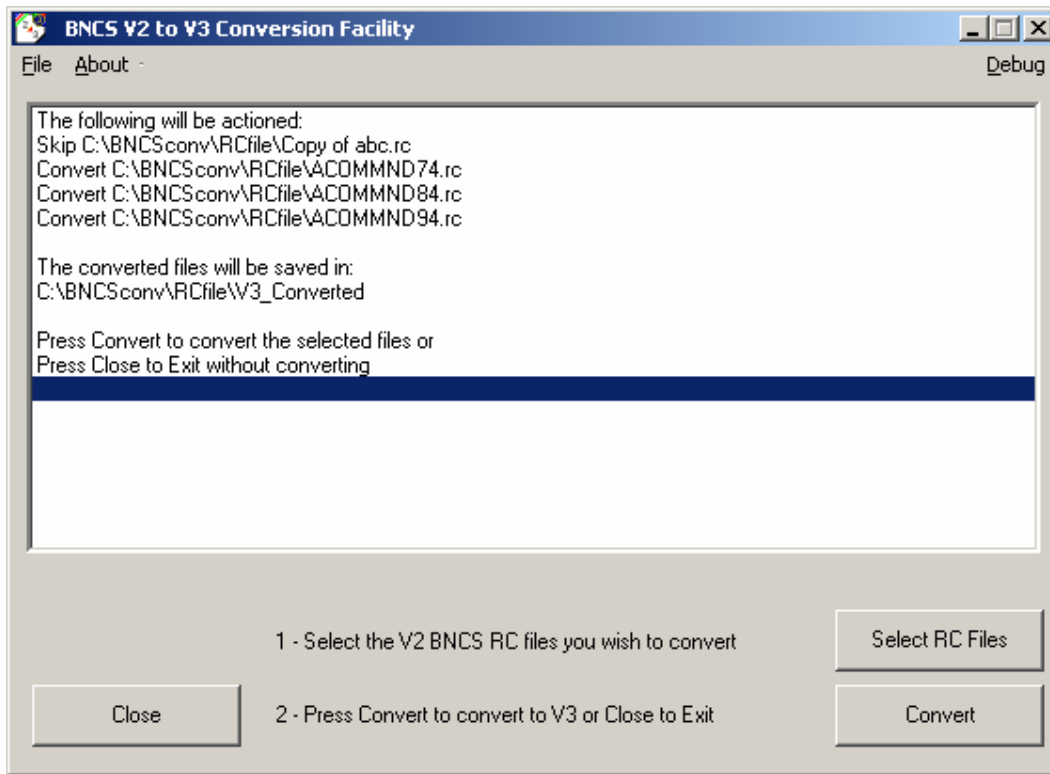 BNCS V2 to V3 Conversion Facility
File About Debug
The following will be actioned:
Skip C:\BNCSconv\RCfile\Copy of abc.rc
Convert C:\BNCSconv\RCfile\ACOMMND74.rc
Convert C:\BNCSconv\RCfile\ACOMMND84.rc
Convert C:\BNCSconv\RCfile\ACOMMND94.rc
The converted files will be saved in:
C:\BNCSconv\RCfile\V3_Converted
Press Convert to convert the selected files or
Press Close to Exit without converting
1 - Select the V2 BNCS RC files you wish to convert
Select RC Files
Close
2 - Press Convert to convert to V3 or Close to Exit
Convert